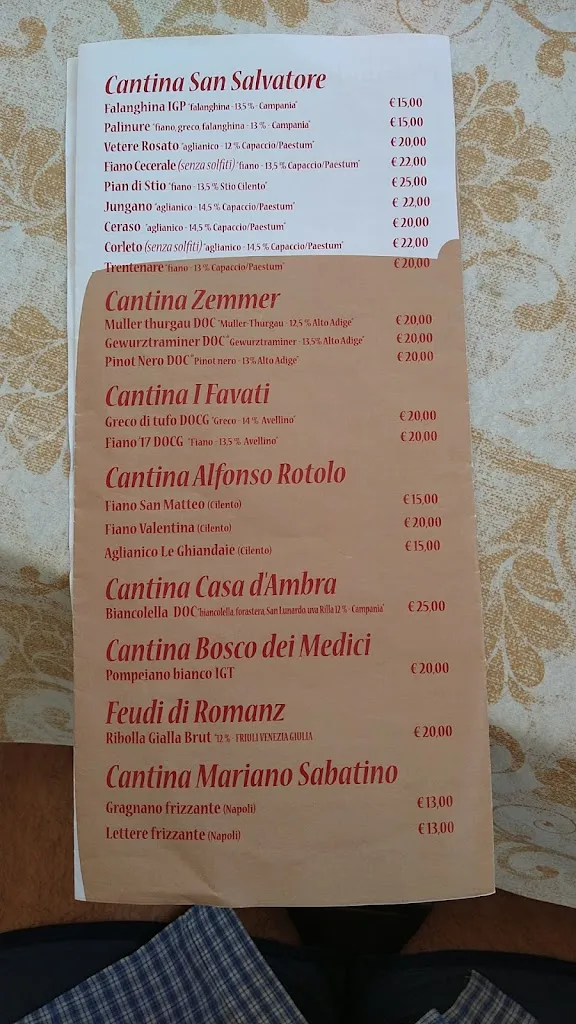 Cantina San Salvatore
Falanghina IGP "falanghina - 13,5 % - Campania" € 15,00
Palinure "fiano, greco, falanghina - 13 % - Campania" € 15,00
Vetere Rosato "aglianico - 12 % Capaccio/Paestum" € 20,00
Fiano Cecerale (senza solfiti) "fiano - 13,5 % Capaccio/Paestum" € 22,00
Pian di Stio "fiano - 13,5 % Stio Cilento" € 25,00
Jungano "aglianico - 14,5 % Capaccio/Paestum" € 22,00
Ceraso "aglianico - 14,5 % Capaccio/Paestum" € 20,00
Corleto (senza solfiti) "aglianico - 14,5 % Capaccio/Paestum" € 22,00
Trentenare "fiano - 13 % Capaccio/Paestum" € 20,00
Cantina Zemmer
Muller thurgau DOC "Muller-Thurgau - 12,5 % Alto Adige" € 20,00
Gewurztraminer DOC "Gewurztraminer - 13,5% Alto Adige" € 20,00
Pinot Nero DOC "Pinot nero - 13% Alto Adige" € 20,00
Cantina I Favati
Greco di tufo DOCG "Greco - 14 % Avellino" € 20,00
Fiano 17 DOCG "Fiano - 13.5 % Avellino" € 20,00
Cantina Alfonso Rotolo
Fiano San Matteo (Cilento) € 15,00
Fiano Valentina (Cilento) € 20,00
Aglianico Le Ghiandaie (Cilento) € 15,00
Cantina Casa d'Ambra
Biancolella DOC "biancolella, forastera, San Lunardo, uva Rilla 12 % - Campania" € 25,00
Cantina Bosco dei Medici
Pompeiano bianco IGT € 20,00
Feudi di Romanz
Ribolla Gialla Brut "12 % - FRIULI VENEZIA GIULIA € 20,00
Cantina Mariano Sabatino
Gragnano frizzante (Napoli) € 13,00
Lettere frizzante (Napoli) € 13,00